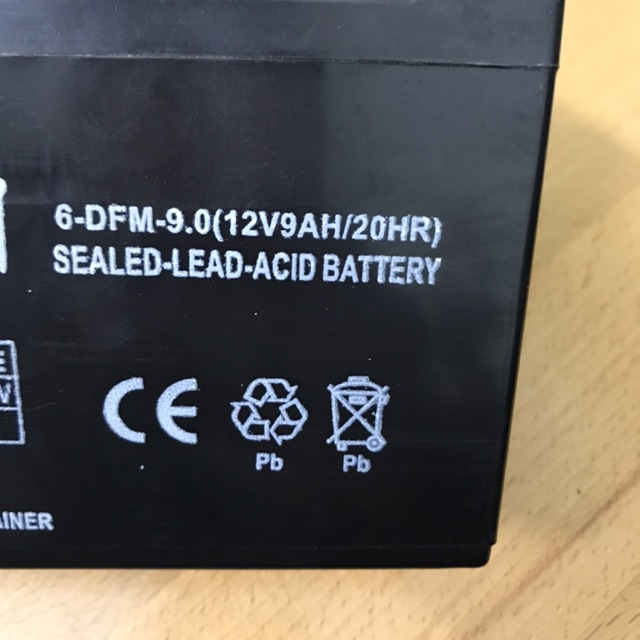 6-DFM-9.0(12V9AH/20HR)
SEALED-LEAD-ACID BATTERY
E
V
CE
Pb
Pb
AINER